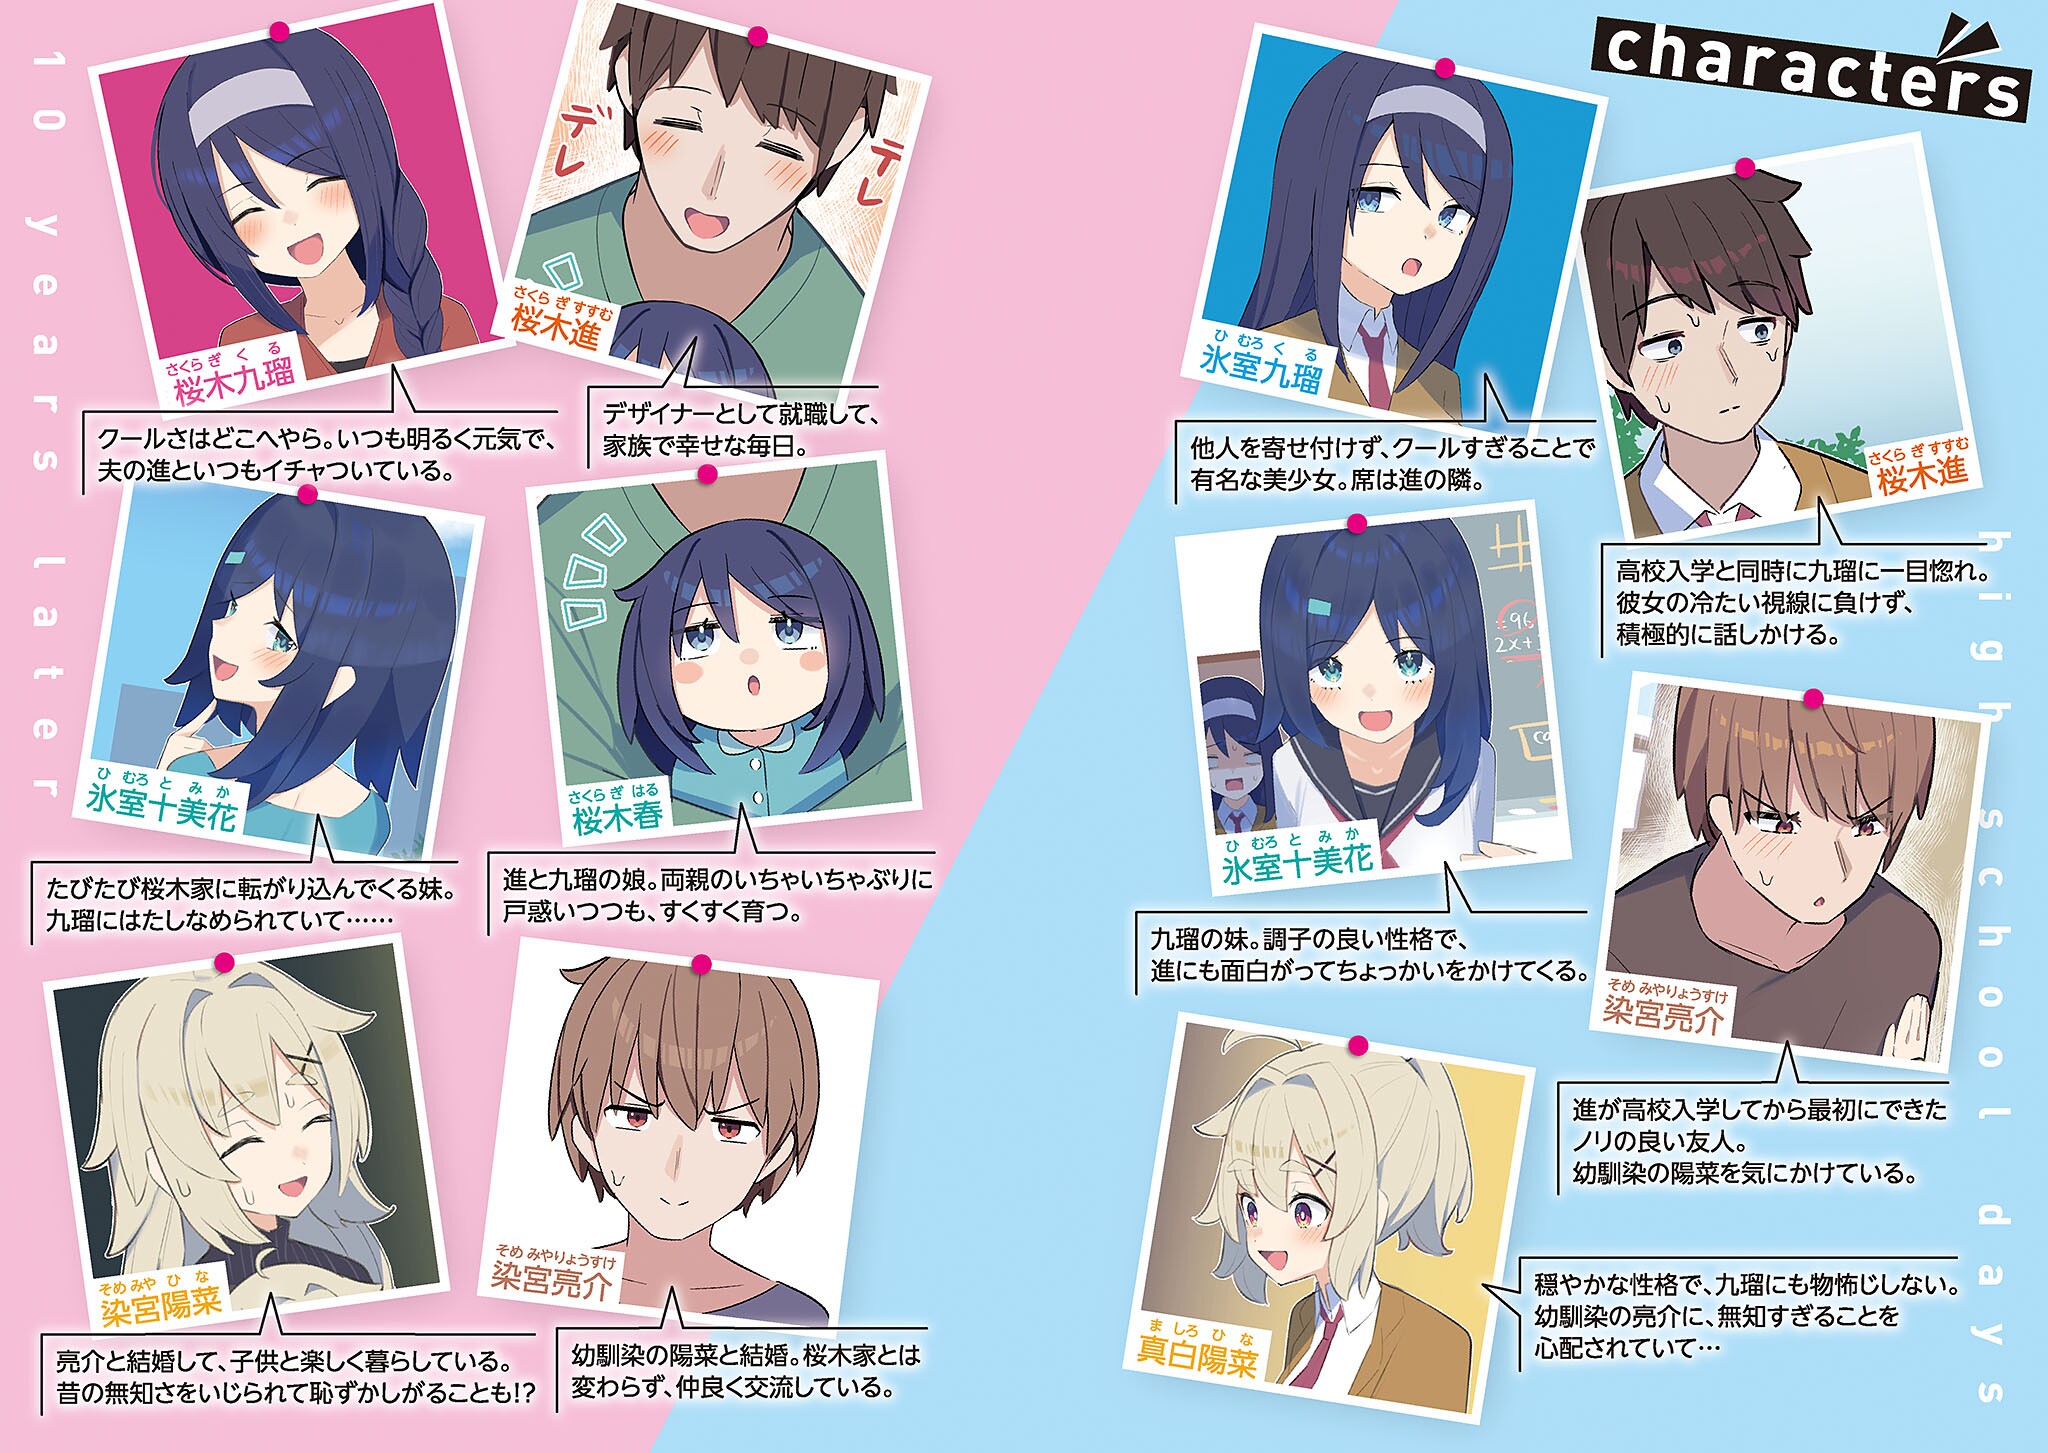 characters
high school days
ひむろくる
氷室九瑠
他人を寄せ付けず、クールすぎることで
有名な美少女。席は進の隣。
さくらぎすすむ
桜木進
高校入学と同時に九瑠に一目惚れ。
彼女の冷たい視線に負けず、
積極的に話しかける。
=96
2x+
ひむろとみか
氷室十美花
九瑠の妹。調子の良い性格で、
進にも面白がってちょっかいをかけてくる。
そめみやりょうすけ
染宮亮介
進が高校入学してから最初にできた
ノリの良い友人。
幼馴染の陽菜を気にかけている。
ましろひな
真白陽菜
穏やかな性格で、九瑠にも物怖じしない。
幼馴染の亮介に、無知すぎることを
心配されていて…
10 years later
さくらぎくる
桜木九瑠
クールさはどこへやら。いつも明るく元気で、
夫の進といつもイチャついている。
デレ
デレ
さくらぎすすむ
桜木進
デザイナーとして就職して、
家族で幸せな毎日。
ひむろとみか
氷室十美花
たびたび桜木家に転がり込んでくる妹。
九瑠にはたしなめられていて……
さくらぎはる
桜木春
進と九瑠の娘。両親のいちゃいちゃぶりに
戸惑いつつも、すくすく育つ。
そめみやひな
染宮陽菜
亮介と結婚して、子供と楽しく暮らしている。
昔の無知さをいじられて恥ずかしがることも!?
そめみやりょうすけ
染宮亮介
幼馴染の陽菜と結婚。桜木家とは
変わらず、仲良く交流している。